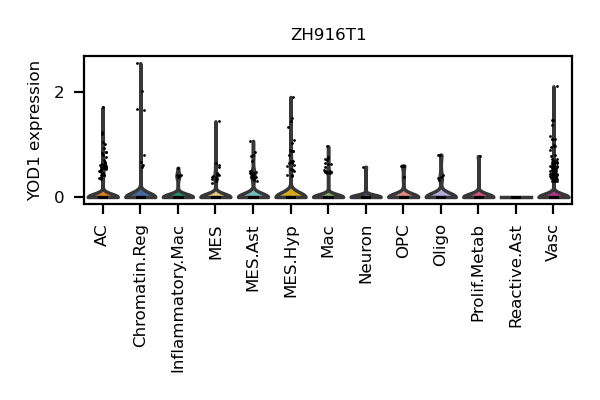 ZH916T1
YOD1 expression
2
0
AC
Chromatin.Reg
Inflammatory.Mac
MES
MES.Ast
MES.Hyp
Mac
Neuron
OPC
Oligo
Prolif.Metab
Reactive.Ast
Vasc